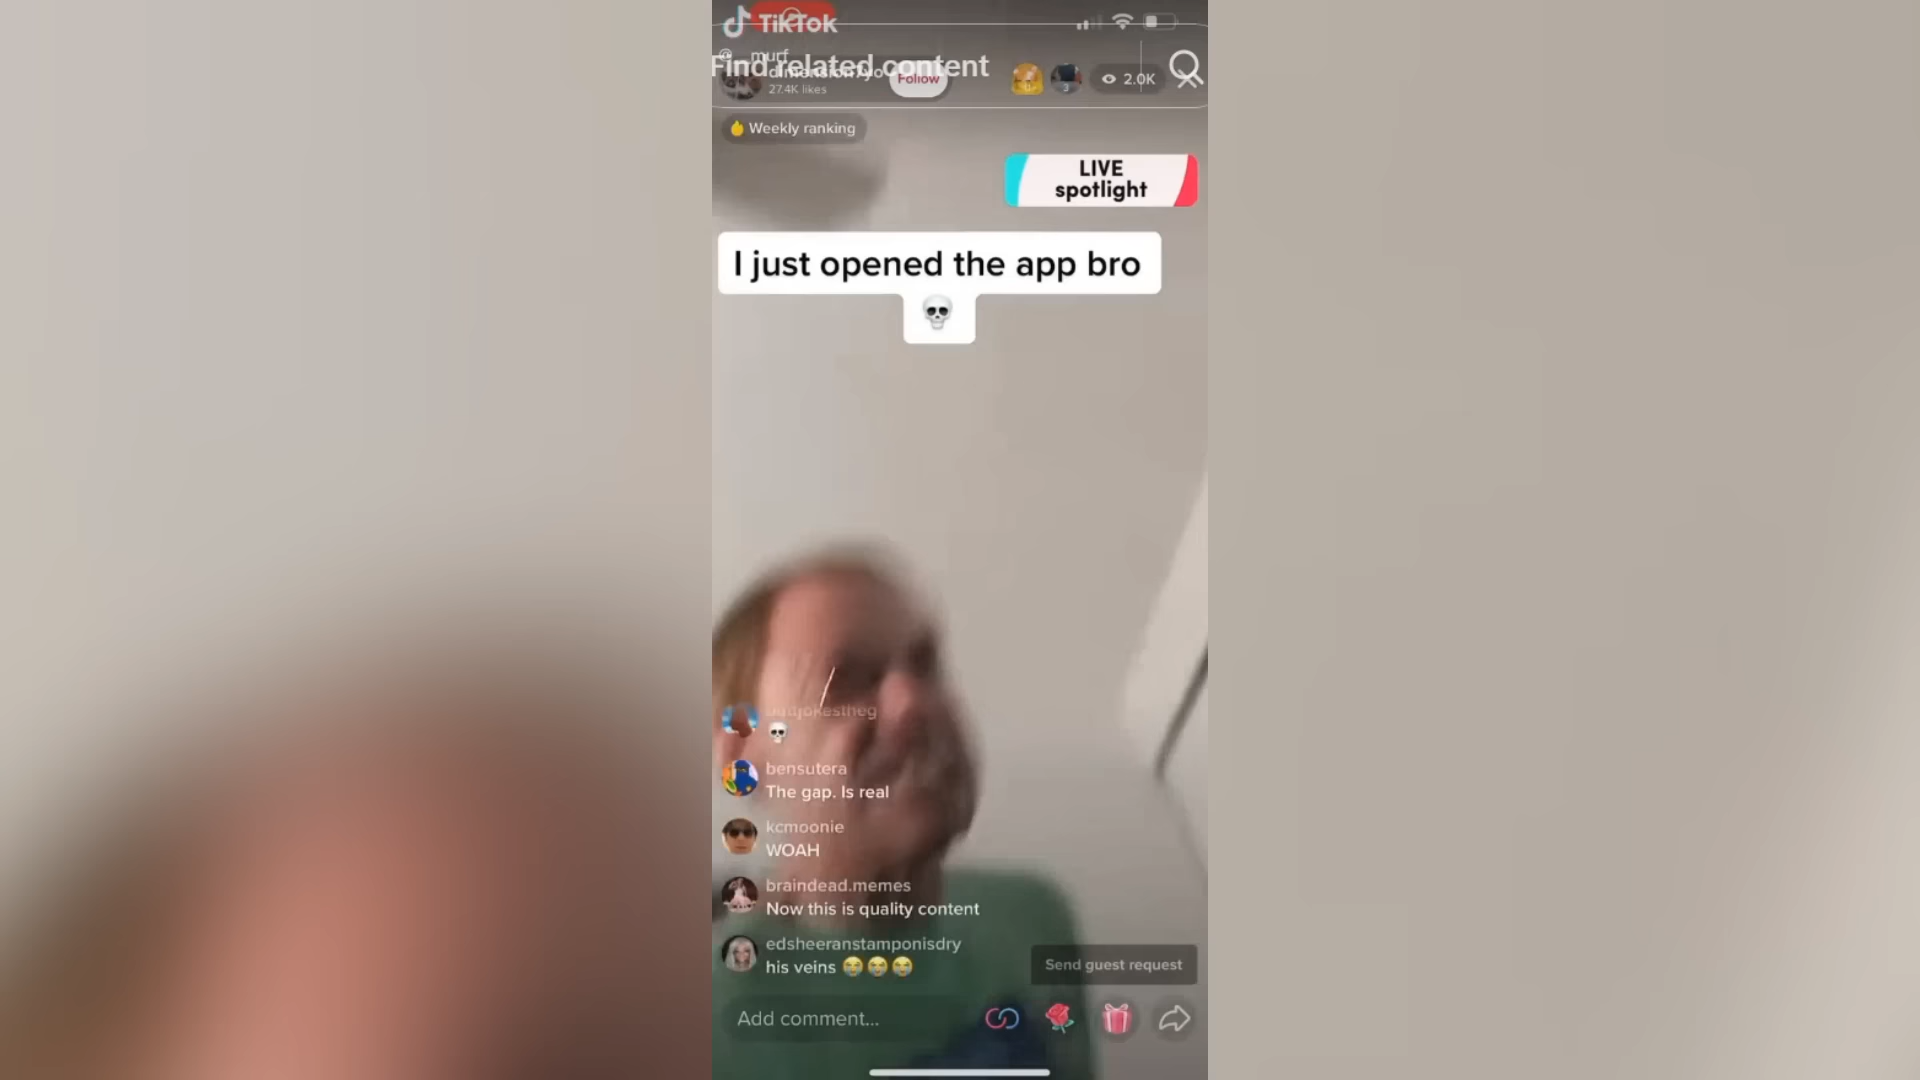 TikTok
Find related content
27.4K likes
Follow
2.0K
Weekly ranking
LIVE
spotlight
I just opened the app bro
💀
💀
bensutera
The gap. Is real
kcmoonie
WOAH
braindead.memes
Now this is quality content
edsheeranstamponisdry
his veins 😭😭😭
Send guest request
Add comment...